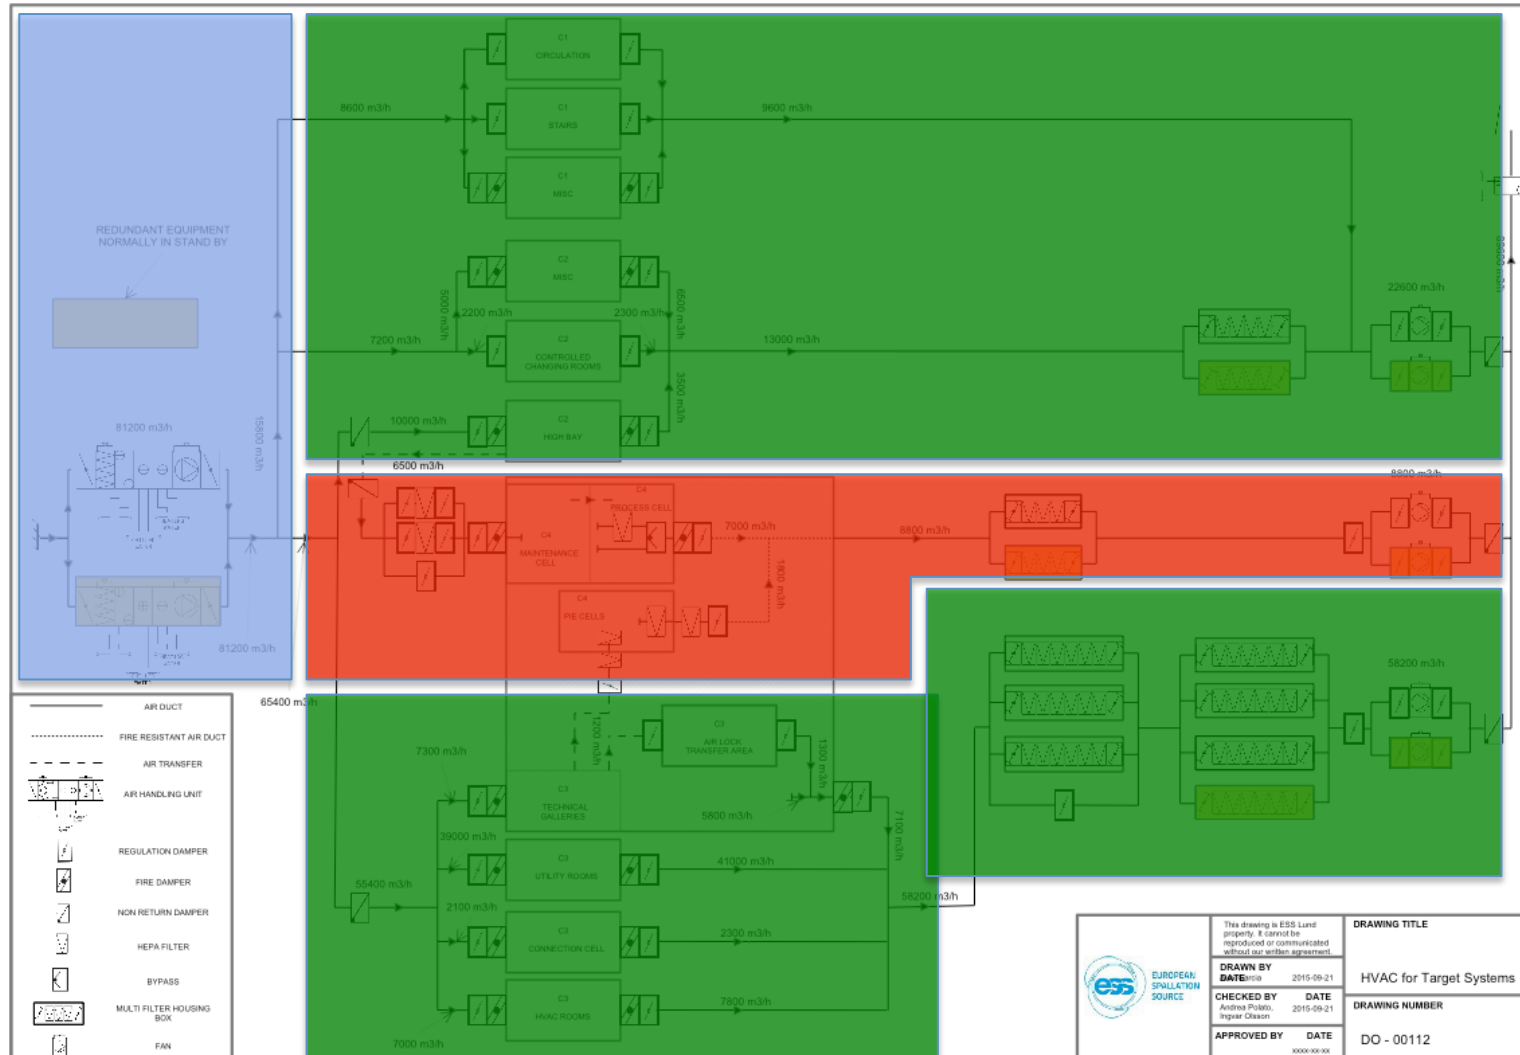 C1
CIRCULATION
8600 m3/h
C1
STAIRS
9600 m3/h
C1
MISC
REDUNDANT EQUIPMENT
NORMALLY IN STAND BY
C2
MISC
5000 m3/h
2200 m3/h
2300 m3/h
6500 m3/h
22600 m3/h
7200 m3/h
C2
CONTROLLED
CHANGING ROOMS
13000 m3/h
3500 m3/h
81200 m3/h
15800 m3/h
10000 m3/h
C2
HIGH BAY
6500 m3/h
8800 m3/h
C4
PROCESS CELL
C4
MAINTENANCE
CELL
7000 m3/h
8800 m3/h
1800 m3/h
C4
PIE CELLS
81200 m3/h
65400 m3/h
58200 m3/h
AIR DUCT
FIRE RESISTANT AIR DUCT
AIR TRANSFER
AIR HANDLING UNIT
REGULATION DAMPER
FIRE DAMPER
NON RETURN DAMPER
HEPA FILTER
BYPASS
MULTI FILTER HOUSING
BOX
FAN
7300 m3/h
1200 m3/h
C3
AIR LOCK
TRANSFER AREA
1300 m3/h
C3
TECHNICAL
GALLERIES
5800 m3/h
7100 m3/h
39000 m3/h
C3
UTILITY ROOMS
41000 m3/h
55400 m3/h
2100 m3/h
58200 m3/h
C3
CONNECTION CELL
2300 m3/h
C3
HVAC ROOMS
7800 m3/h
7000 m3/h
ess
EUROPEAN
SPALLATION
SOURCE
This drawing is ESS Lund
property. It cannot be
reproduced or communicated
without our written agreement.
DRAWN BY
DATE
2015-09-21
CHECKED BY DATE
Andrea Polato,
Ingvar Olsson
2015-09-21
APPROVED BY DATE
xxxx-xx-xx
DRAWING TITLE
HVAC for Target Systems
DRAWING NUMBER
DO - 00112